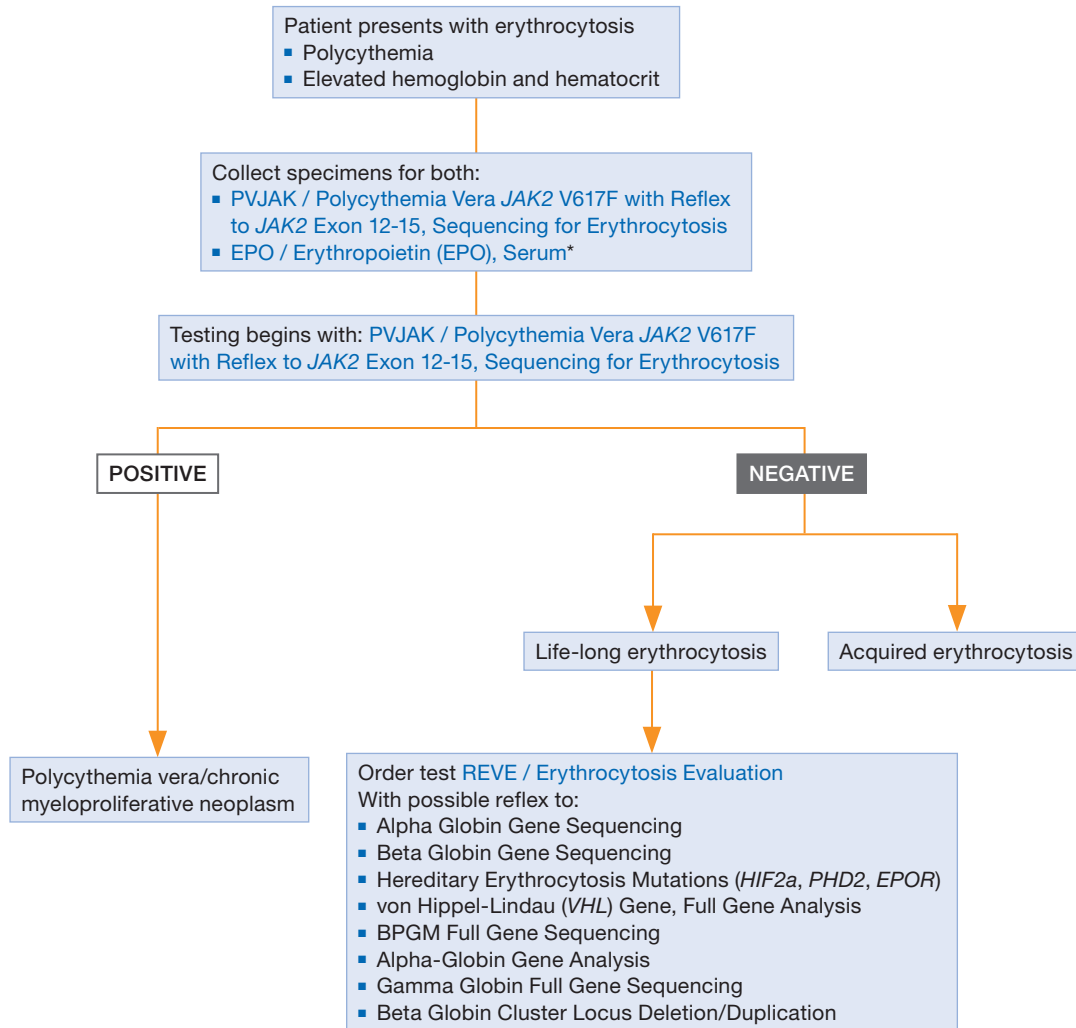 Patient presents with erythrocytosis
▪ Polycythemia
▪ Elevated hemoglobin and hematocrit
Collect specimens for both:
▪ PVJAK / Polycythemia Vera JAK2 V617F with Reflex
to JAK2 Exon 12-15, Sequencing for Erythrocytosis
▪ EPO / Erythropoietin (EPO), Serum*
Testing begins with: PVJAK / Polycythemia Vera JAK2 V617F
with Reflex to JAK2 Exon 12-15, Sequencing for Erythrocytosis
POSITIVE
NEGATIVE
Life-long erythrocytosis
Acquired erythrocytosis
Polycythemia vera/chronic
myeloproliferative neoplasm
Order test REVE / Erythrocytosis Evaluation
With possible reflex to:
▪ Alpha Globin Gene Sequencing
▪ Beta Globin Gene Sequencing
▪ Hereditary Erythrocytosis Mutations (HIF2a, PHD2, EPOR)
▪ von Hippel-Lindau (VHL) Gene, Full Gene Analysis
▪ BPGM Full Gene Sequencing
▪ Alpha-Globin Gene Analysis
▪ Gamma Globin Full Gene Sequencing
▪ Beta Globin Cluster Locus Deletion/Duplication